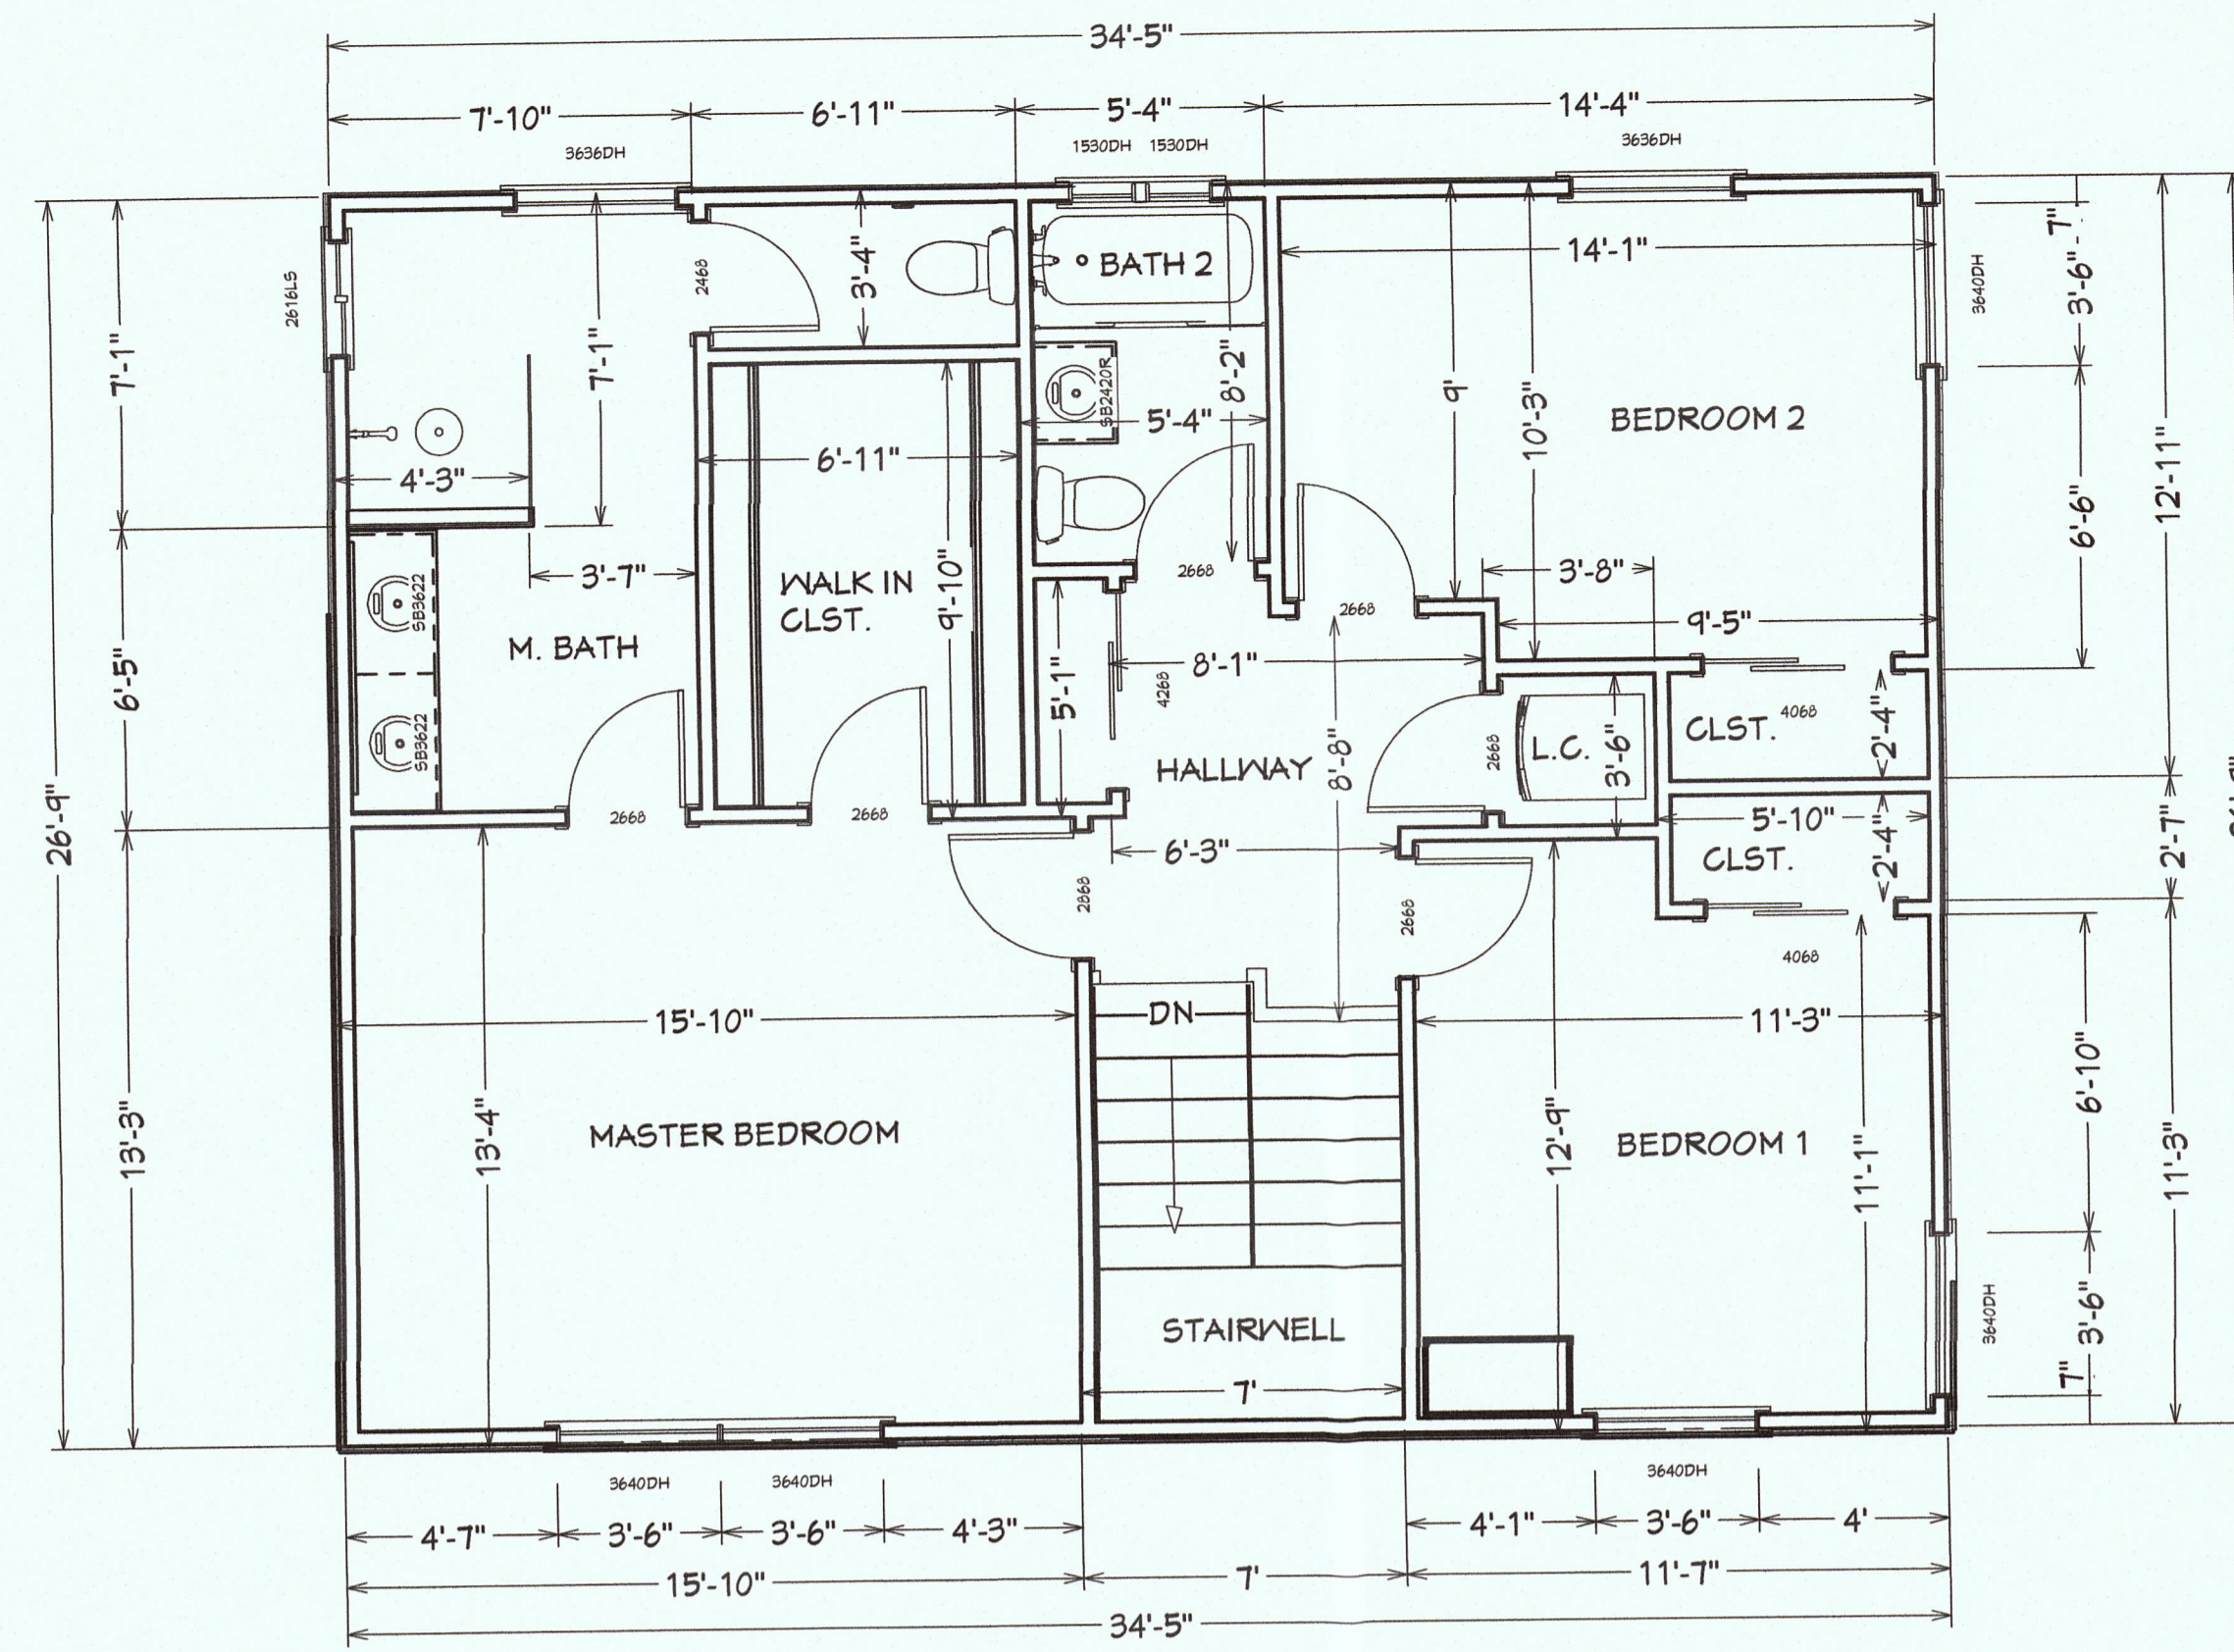 34'-5"
7'-10"
6'-11"
5'-4"
14'-4"
3636DH
1530DH 1530DH
3636DH
7"
3'-6"
3640DH
2616LS
2468
3'-4"
BATH 2
14'-1"
7'-1"
7'-1"
8'-2"
SB2420R
5'-4"
9'
10'-3"
BEDROOM 2
12'-11"
6'-6"
6'-11"
4'-3"
3'-7"
WALK IN
CLST.
9'-10"
2668
3'-8"
2668
9'-5"
SB3622
M. BATH
6'-5"
5'-1"
8'-1"
4268
SB3622
HALLWAY
8'-8"
2668
L.C.
3'-6"
CLST.
4068
2'-4"
26'-9"
2668
2668
5'-10"
2'-4"
2'-7"
6'-3"
CLST.
2868
2668
4068
15'-10"
DN
11'-3"
13'-3"
13'-4"
MASTER BEDROOM
12'-9"
BEDROOM 1
11'-1"
6'-10"
11'-3"
STAIRWELL
3'-6"
3640DH
7"
7'
3640DH
3640DH
3640DH
4'-7"
3'-6"
3'-6"
4'-3"
4'-1"
3'-6"
4'
15'-10"
7'
11'-7"
34'-5"